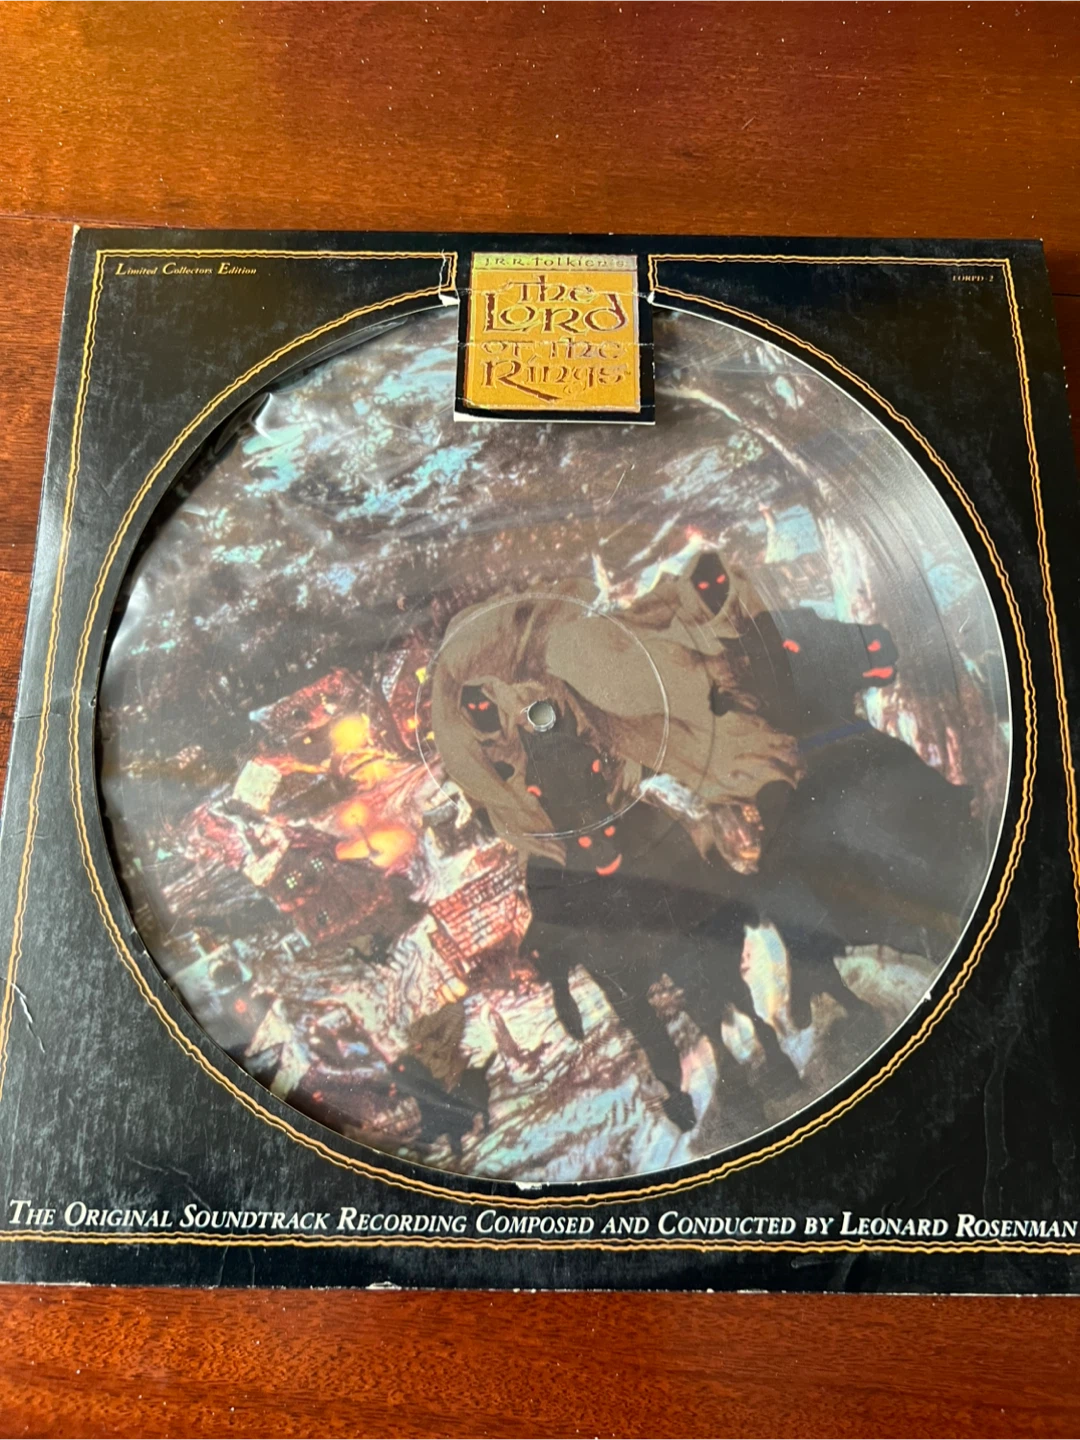 Limited Collectors Edition
LORPD-2
J.R.R. Tolkien's
The
Lord
of the
Rings
The Original Soundtrack Recording Composed and Conducted by Leonard Rosenman